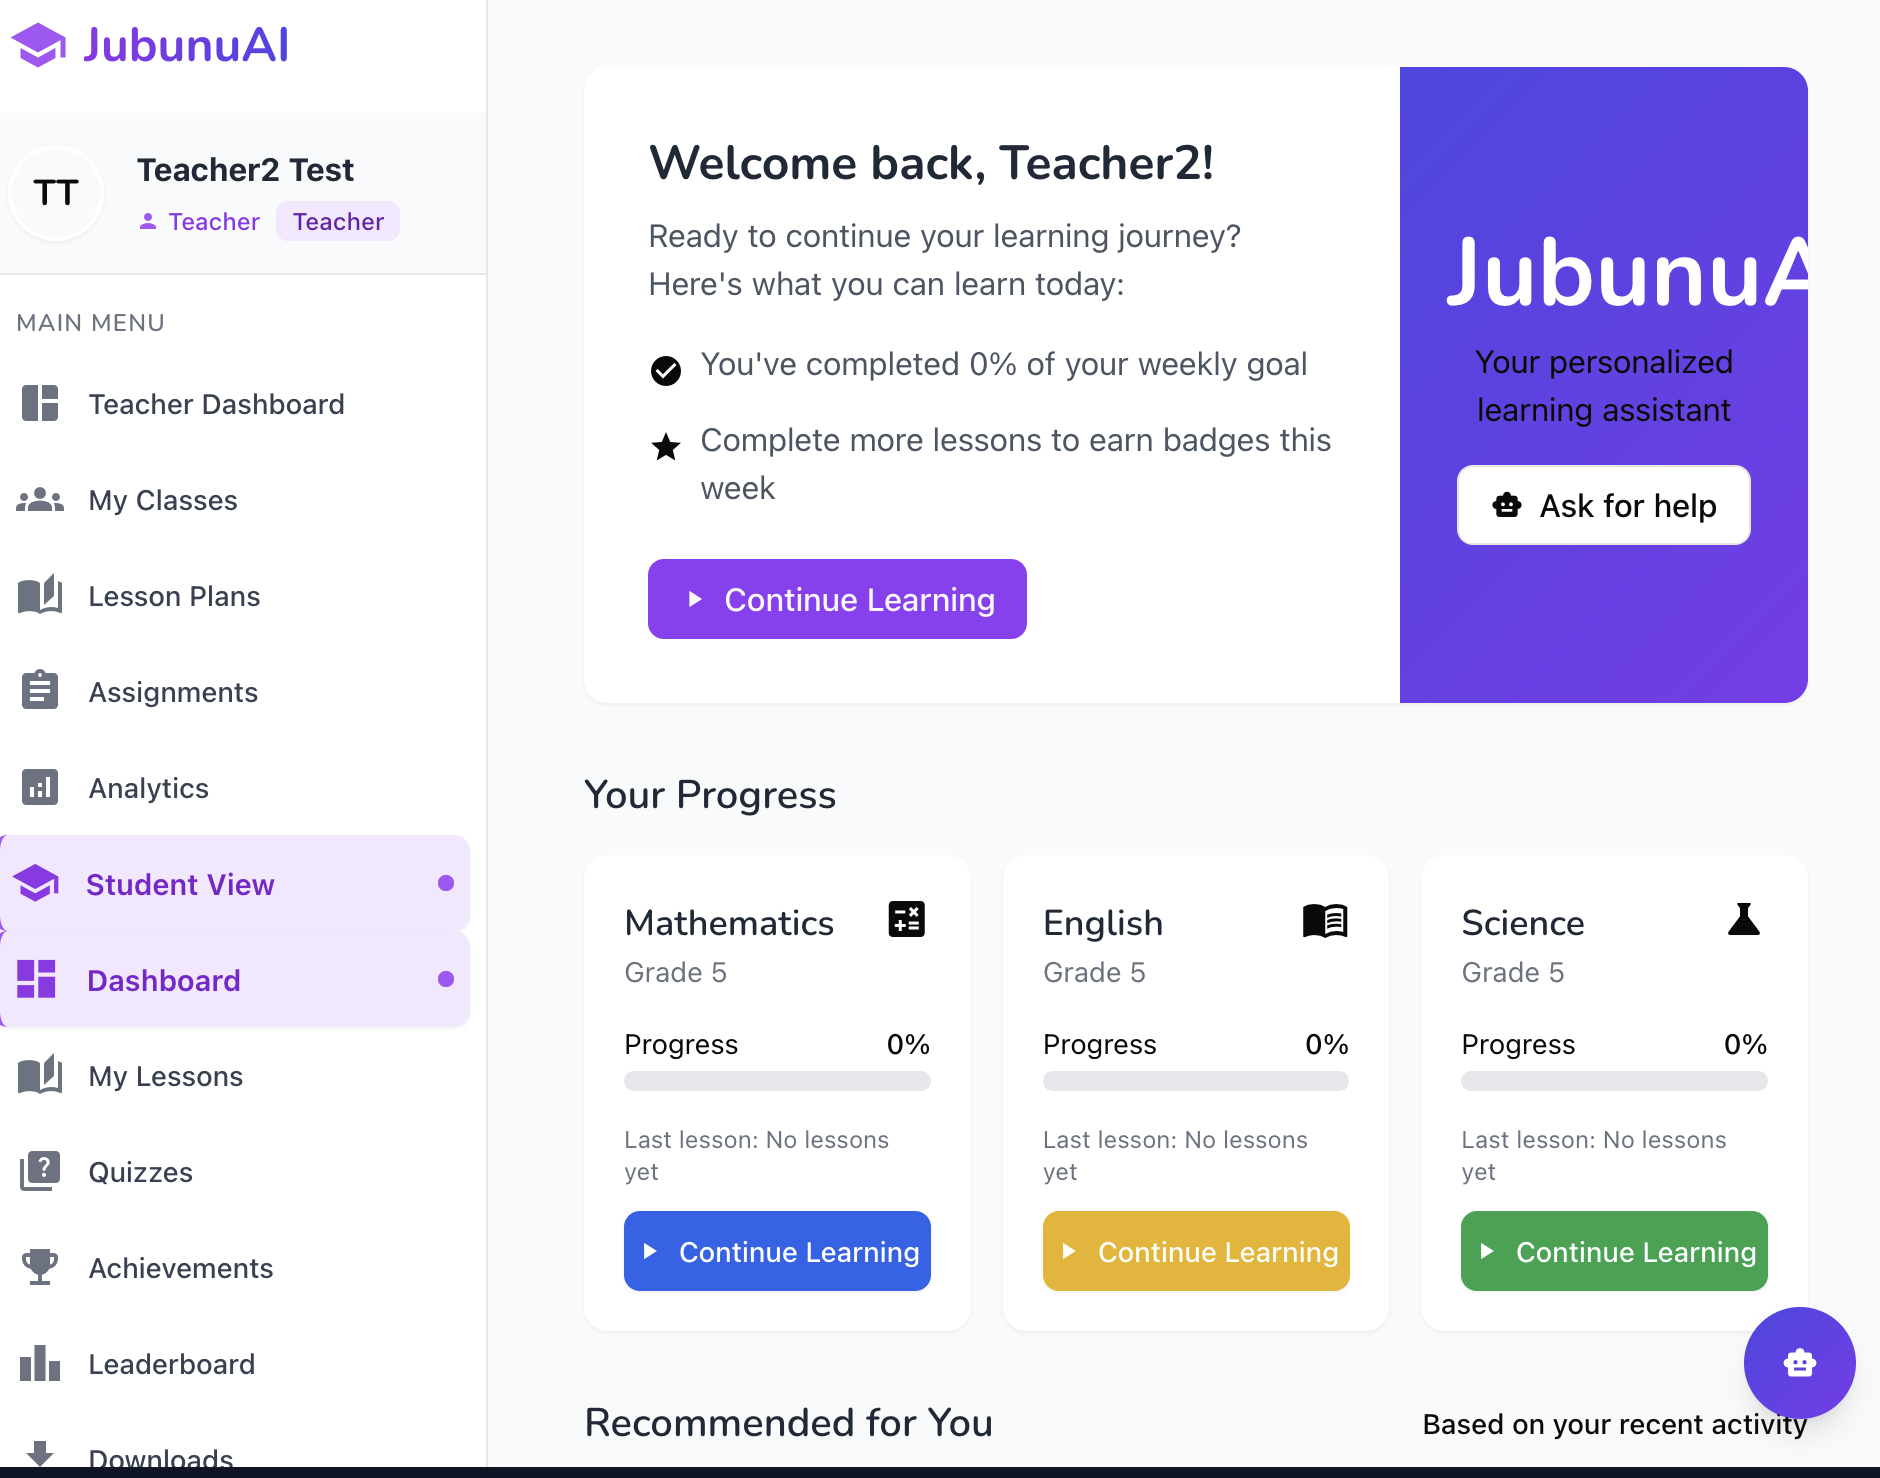 JubunuAI
TT
Teacher2 Test
Teacher
Teacher
MAIN MENU
Teacher Dashboard
My Classes
Lesson Plans
Assignments
Analytics
Student View
Dashboard
My Lessons
Quizzes
Achievements
Leaderboard
Downloads
Welcome back, Teacher2!
Ready to continue your learning journey?
Here's what you can learn today:
You've completed 0% of your weekly goal
Complete more lessons to earn badges this
week
Continue Learning
JubunuA
Your personalized
learning assistant
Ask for help
Your Progress
Mathematics
Grade 5
Progress 0%
Last lesson: No lessons
yet
Continue Learning
English
Grade 5
Progress 0%
Last lesson: No lessons
yet
Continue Learning
Science
Grade 5
Progress 0%
Last lesson: No lessons
yet
Continue Learning
Recommended for You
Based on your recent activity